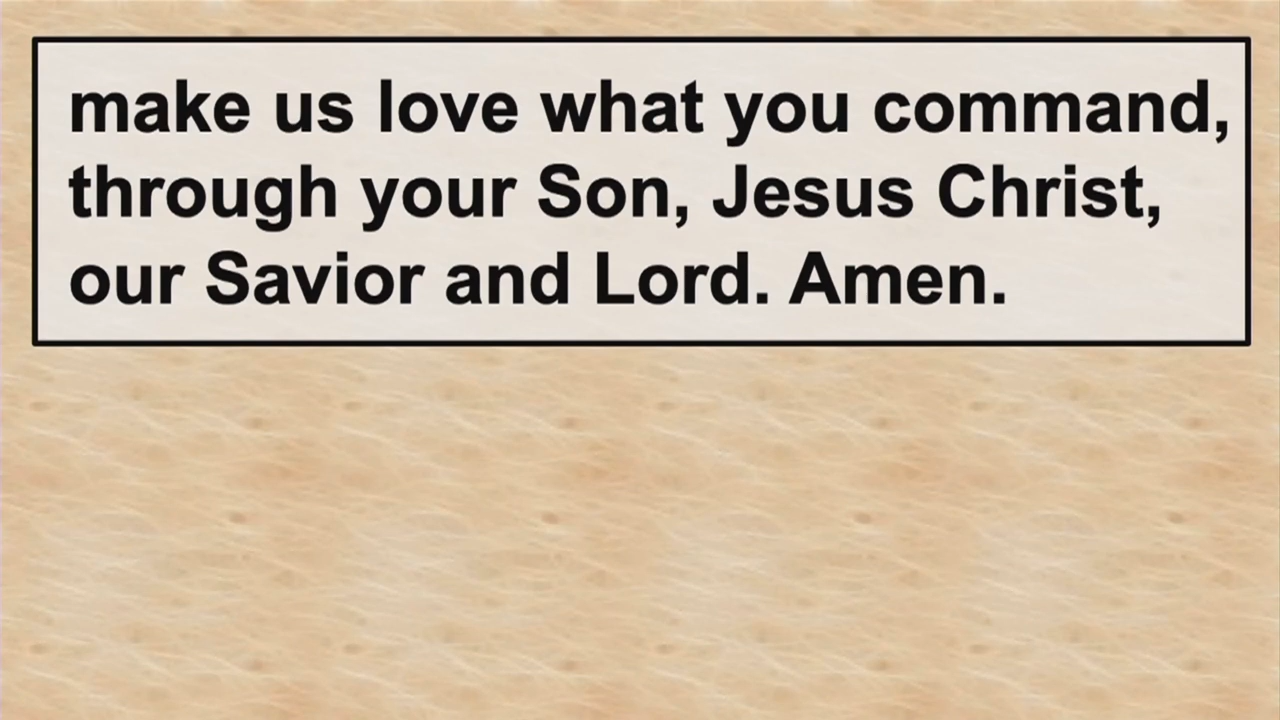 make us love what you command,
through your Son, Jesus Christ,
our Savior and Lord. Amen.